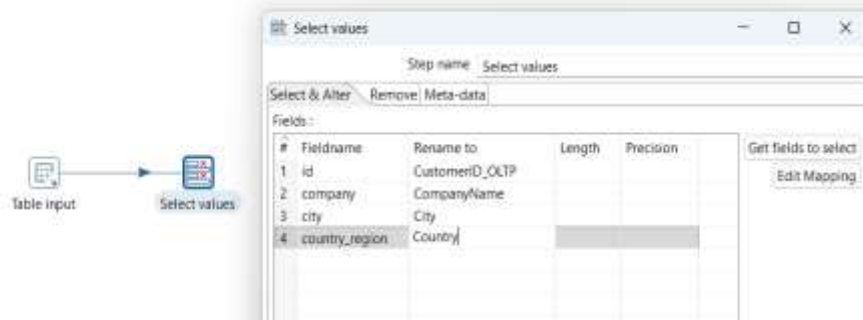 Select values
Step name Select values
Select & Alter Remove Meta-data
Fields :
# Fieldname Rename to Length Precision Get fields to select
1 id CustomerID_OLTP
Edit Mapping
2 company CompanyName
3 city City
4 country_region Country
Table input
Select values